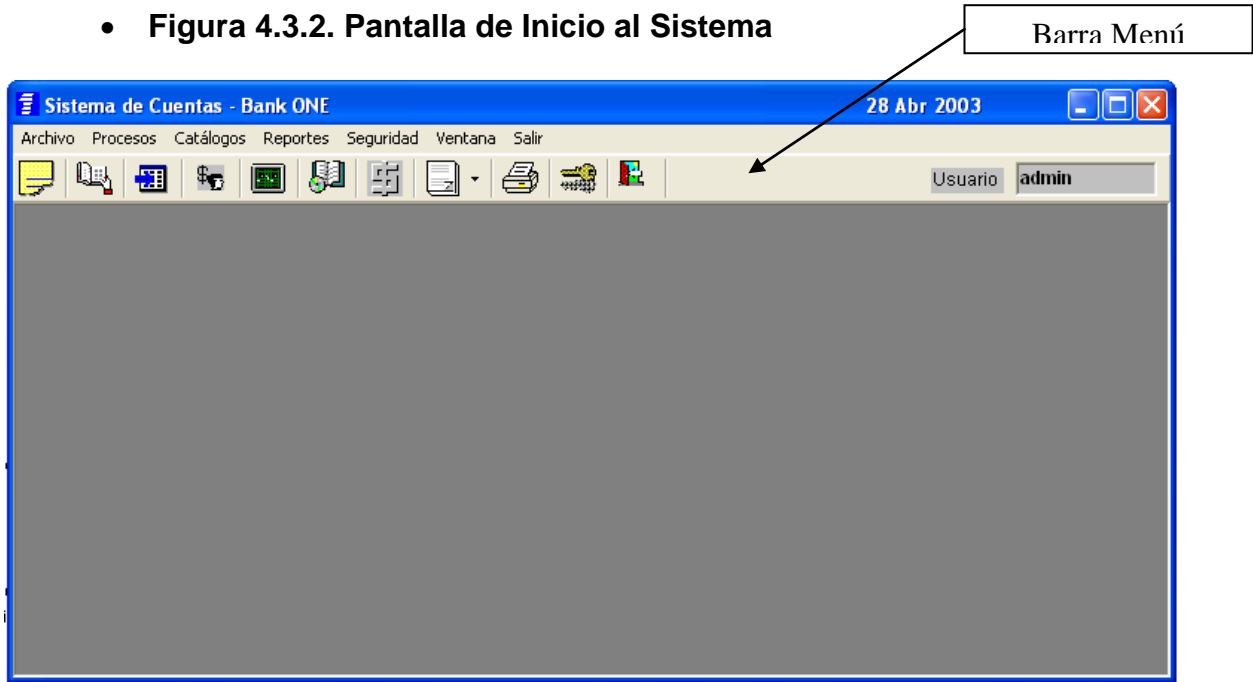 • Figura 4.3.2. Pantalla de Inicio al Sistema
Barra Menú
Sistema de Cuentas - Bank ONE 28 Abr 2003
Archivo Procesos Catálogos Reportes Seguridad Ventana Salir
Usuario admin